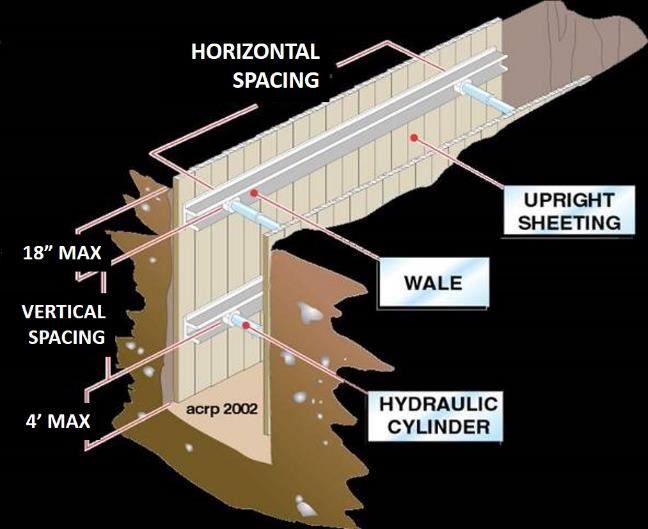 HORIZONTAL
SPACING
UPRIGHT
SHEETING
18” MAX
WALE
VERTICAL
SPACING
4’ MAX
acrp 2002
HYDRAULIC
CYLINDER